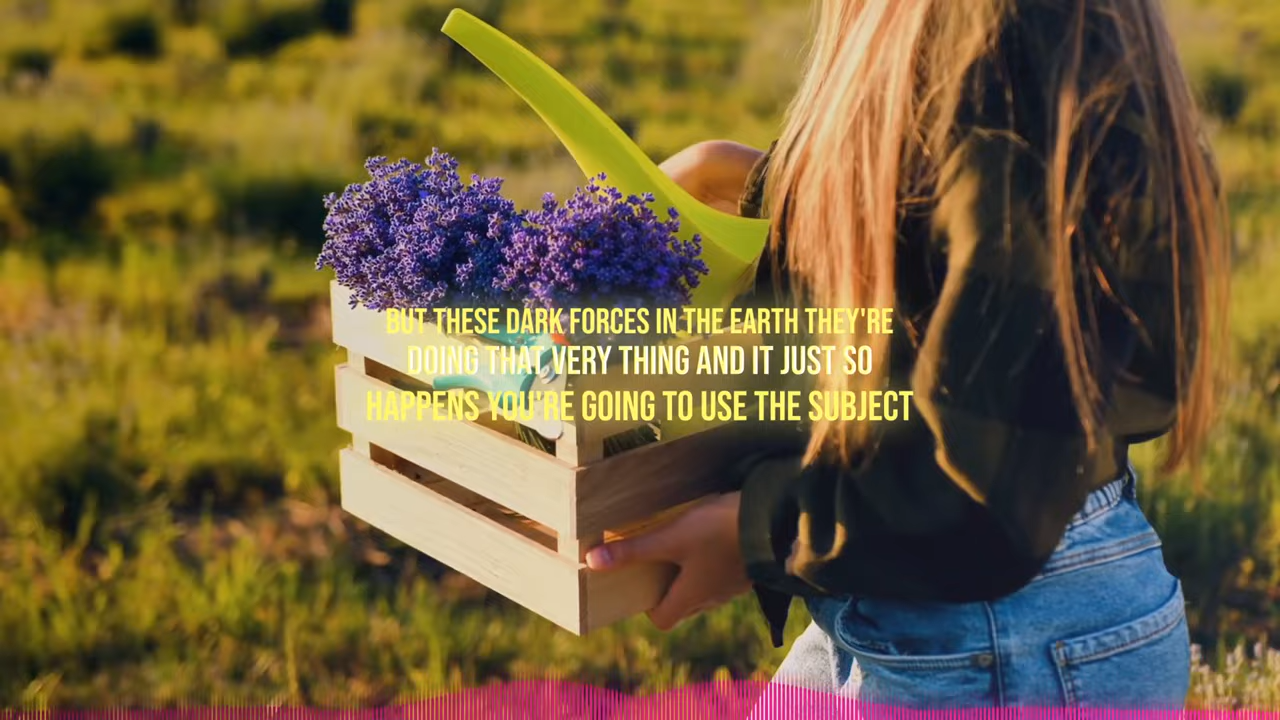 BUT THESE DARK FORCES IN THE EARTH THEY'RE
DOING THAT VERY THING AND IT JUST SO
HAPPENS YOU'RE GOING TO USE THE SUBJECT